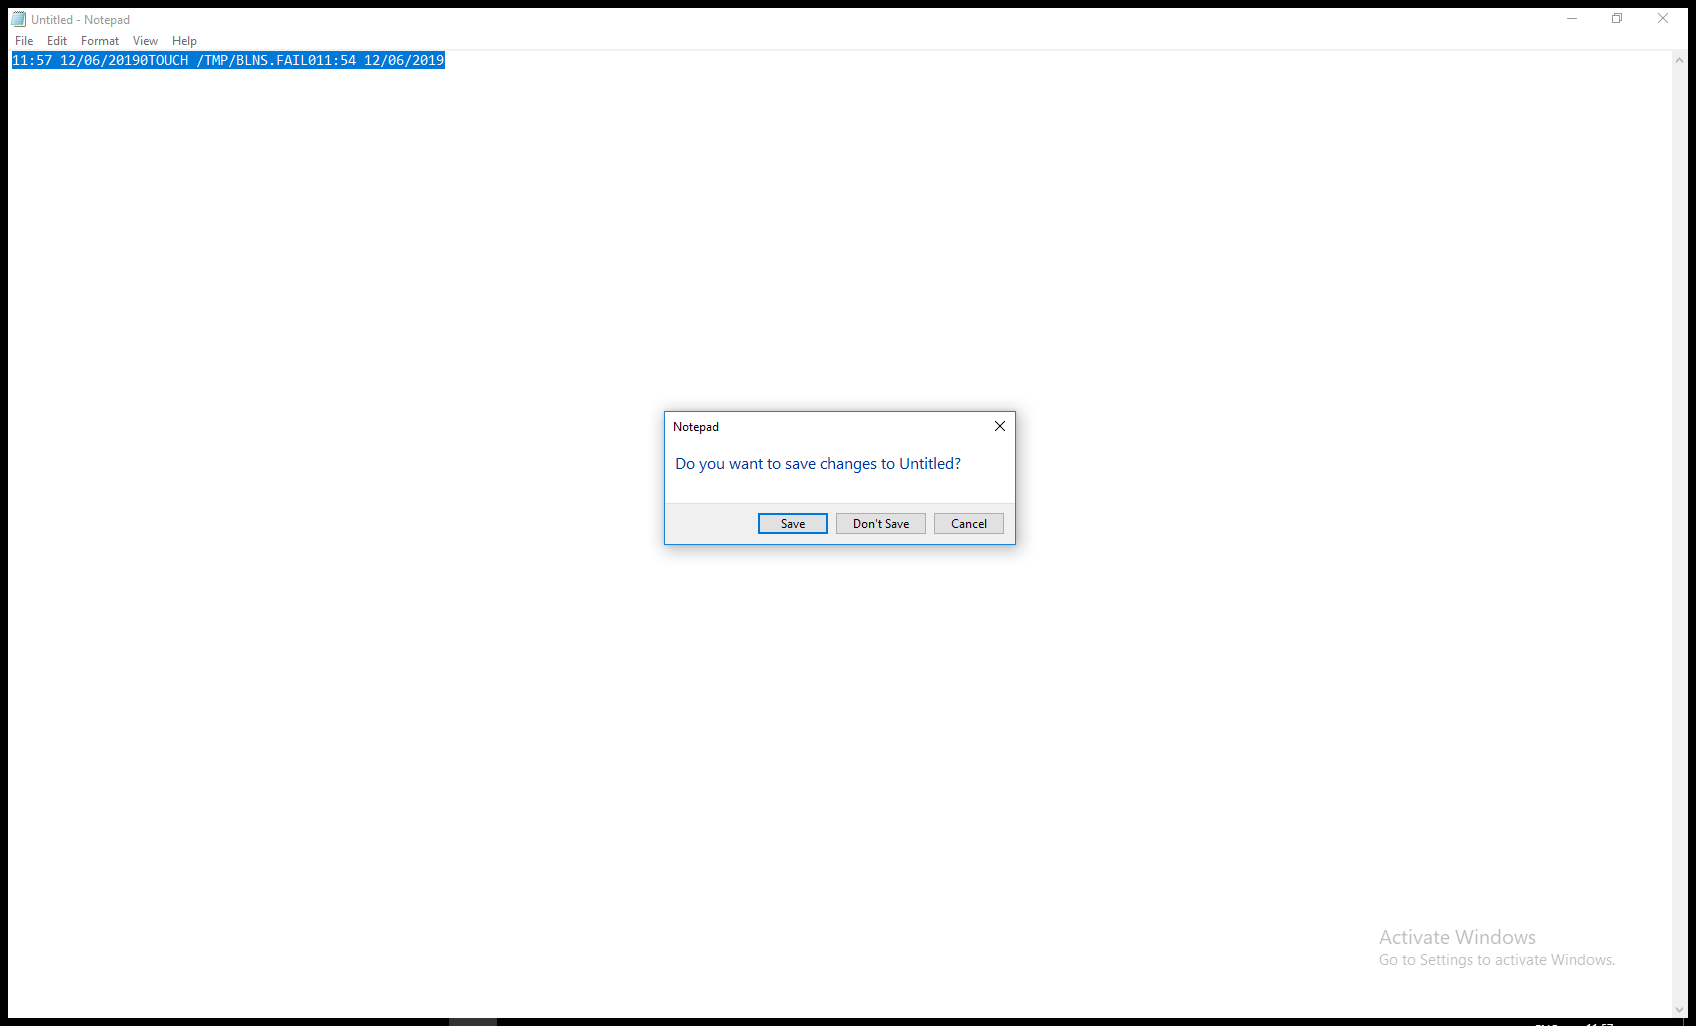 Untitled - Notepad
File Edit Format View Help
11:57 12/06/20190TOUCH /TMP/BLNS.FAIL011:54 12/06/2019
Notepad
Do you want to save changes to Untitled?
Save Don't Save Cancel
Activate Windows
Go to Settings to activate Windows.